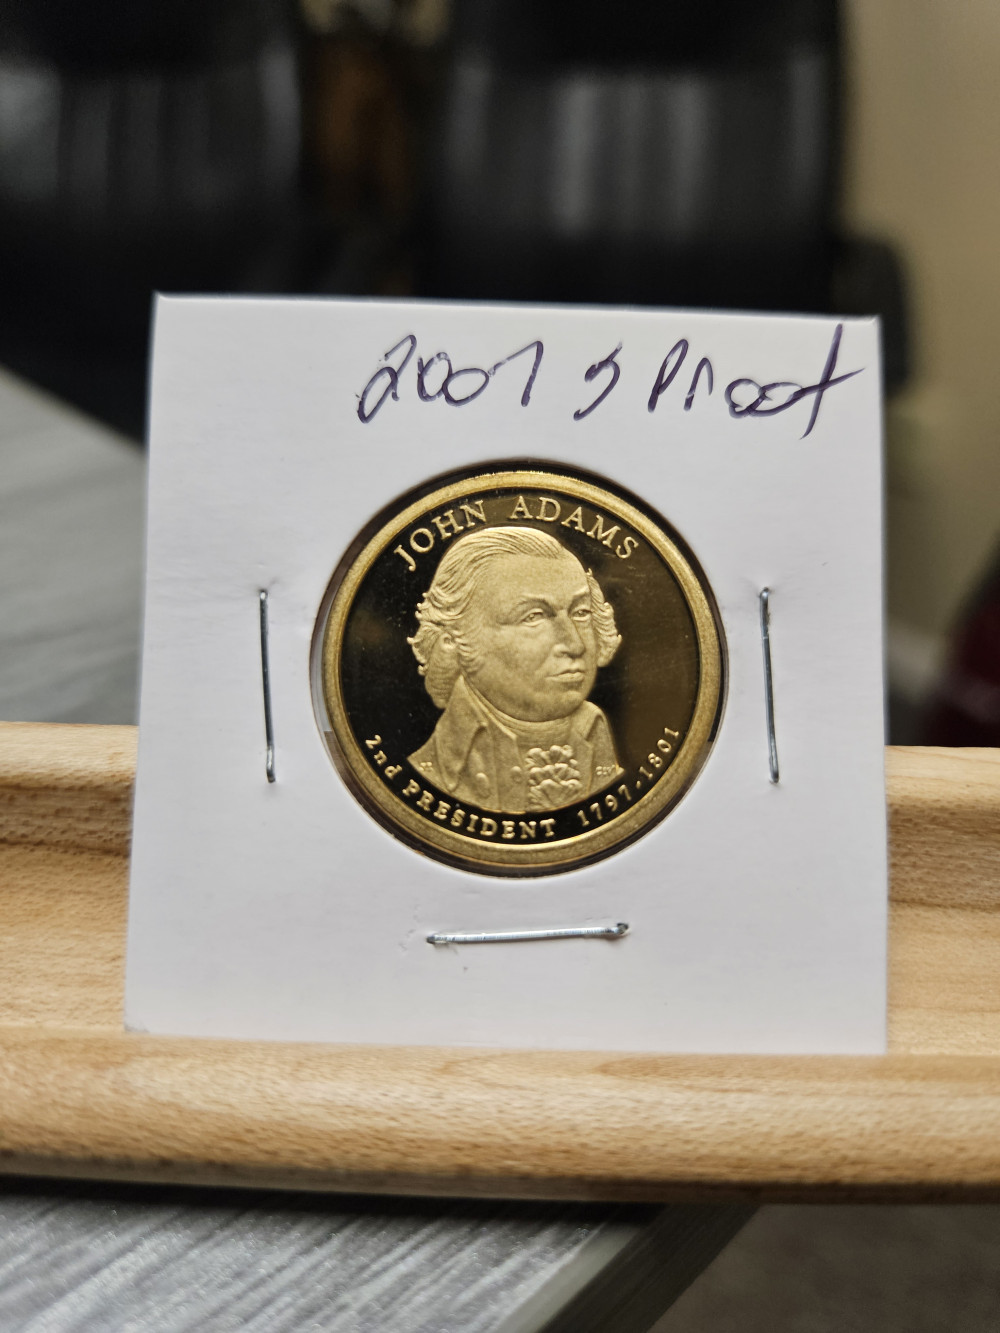 2007 S Proof
JOHN ADAMS
2nd PRESIDENT 1797-1801